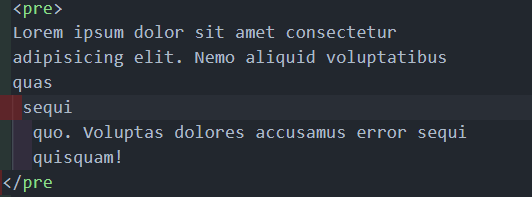 <pre>
Lorem ipsum dolor sit amet consectetur
adipisicing elit. Nemo aliquid voluptatibus
quas
sequi
quo. Voluptas dolores accusamus error sequi
quisquam!
</pre